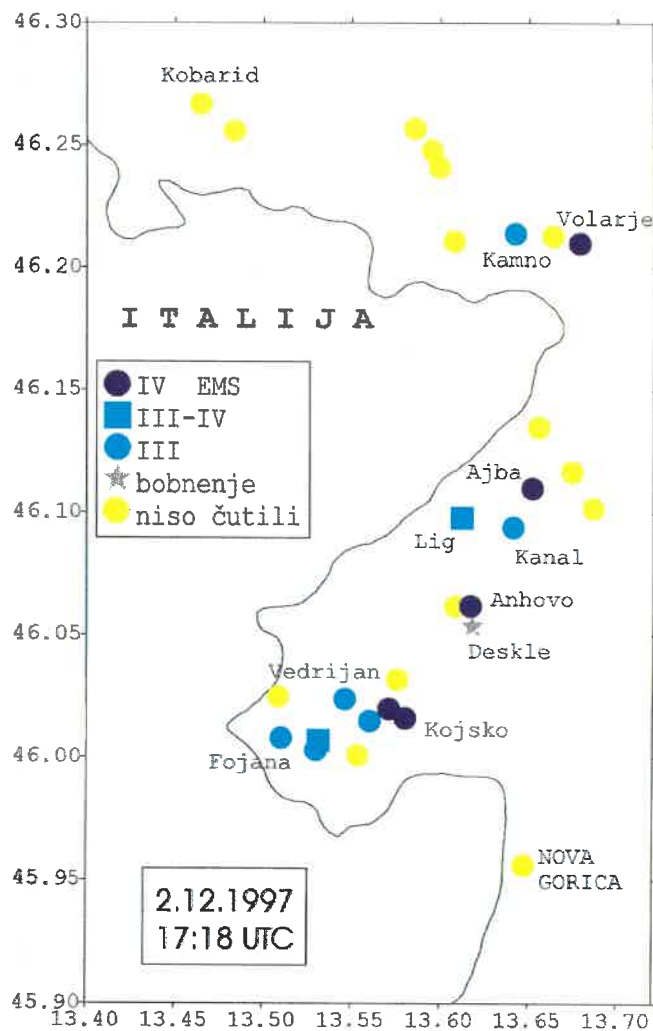 46.30
Kobarid
46.25
Volarje
46.20
Kamno
I T A L I J A
46.15
IV EMS
III-IV
III
bobnenje
niso čutili
Ajba
46.10
Lig
Kanal
Anhovo
46.05
Deskle
Vedrijan
Kojsko
46.00
Fojana
45.95
NOVA
GORICA
2.12.1997
17:18 UTC
45.90
13.40 13.45 13.50 13.55 13.60 13.65 13.70